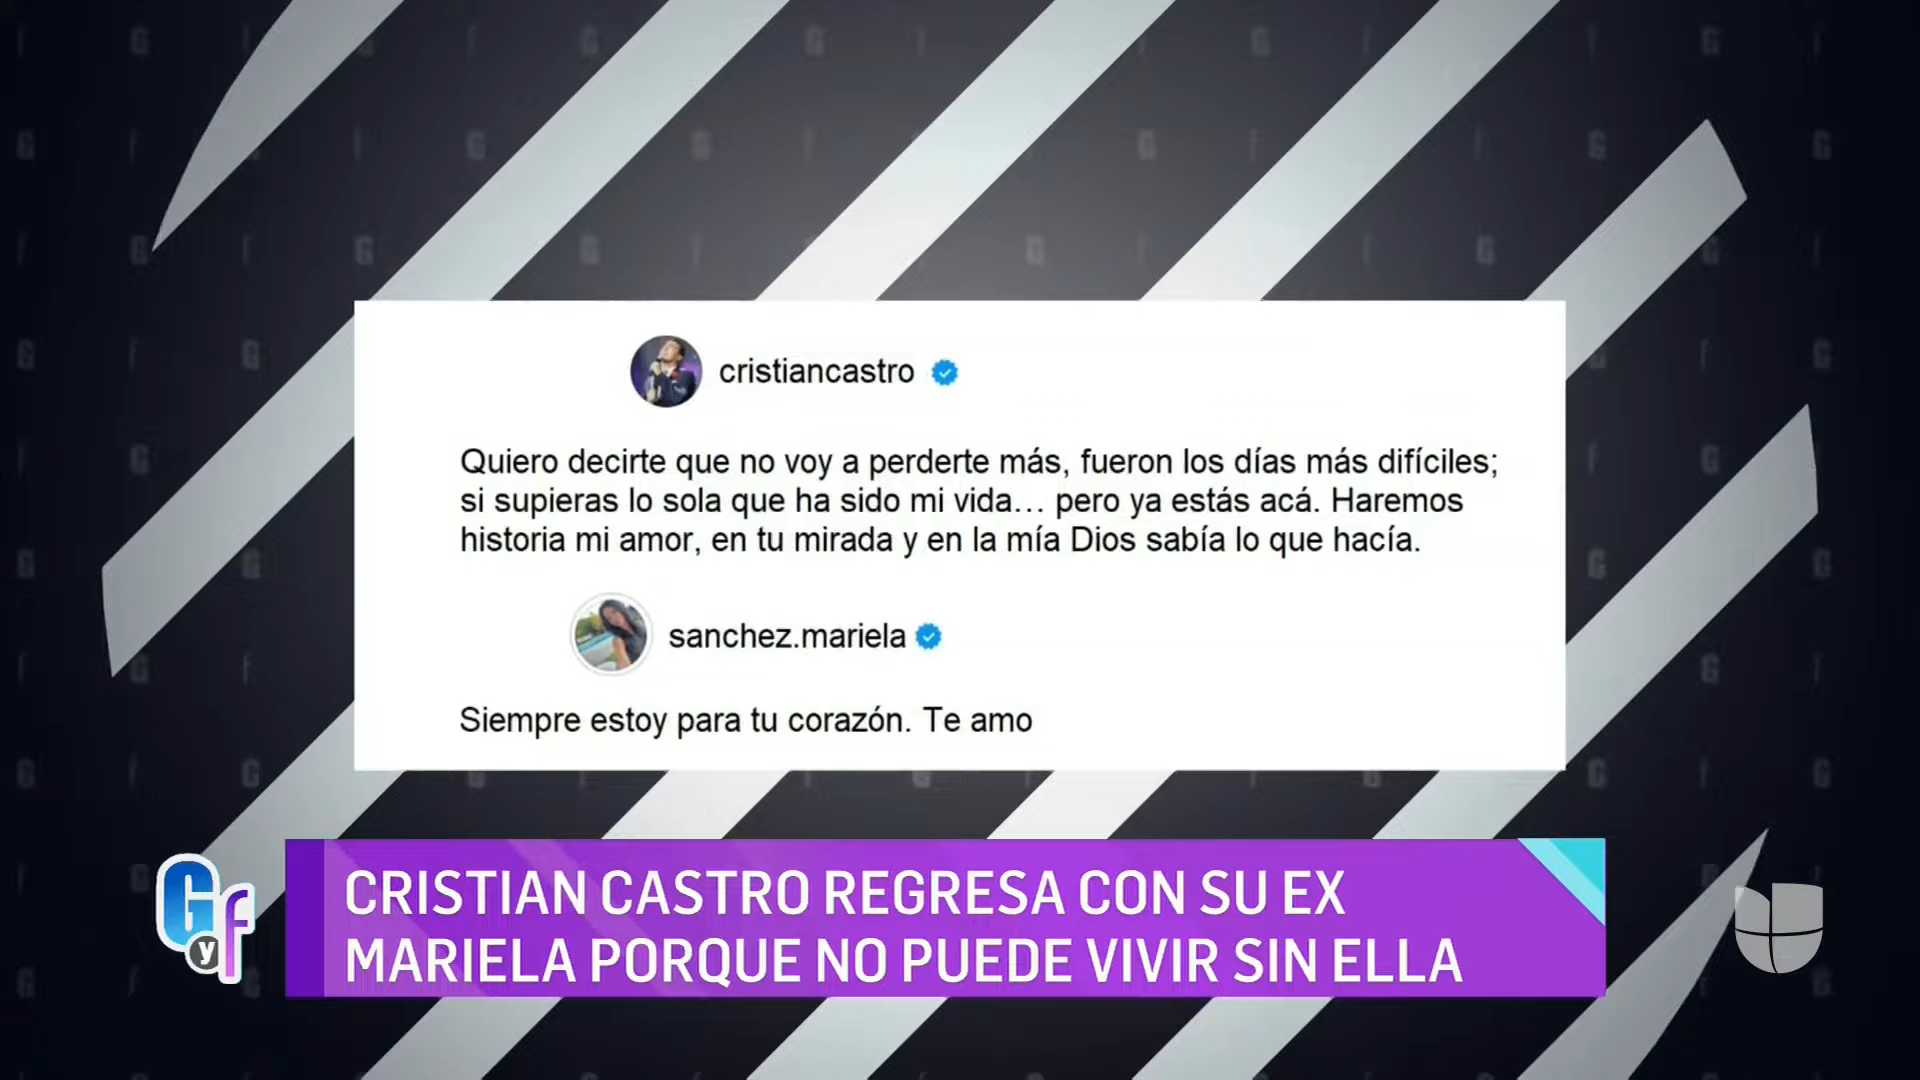 cristiancastro
Quiero decirte que no voy a perderte más, fueron los días más difíciles;
si supieras lo sola que ha sido mi vida… pero ya estás acá. Haremos
historia mi amor, en tu mirada y en la mía Dios sabía lo que hacía.
sanchez.mariela
Siempre estoy para tu corazón. Te amo
G y f
CRISTIAN CASTRO REGRESA CON SU EX
MARIELA PORQUE NO PUEDE VIVIR SIN ELLA